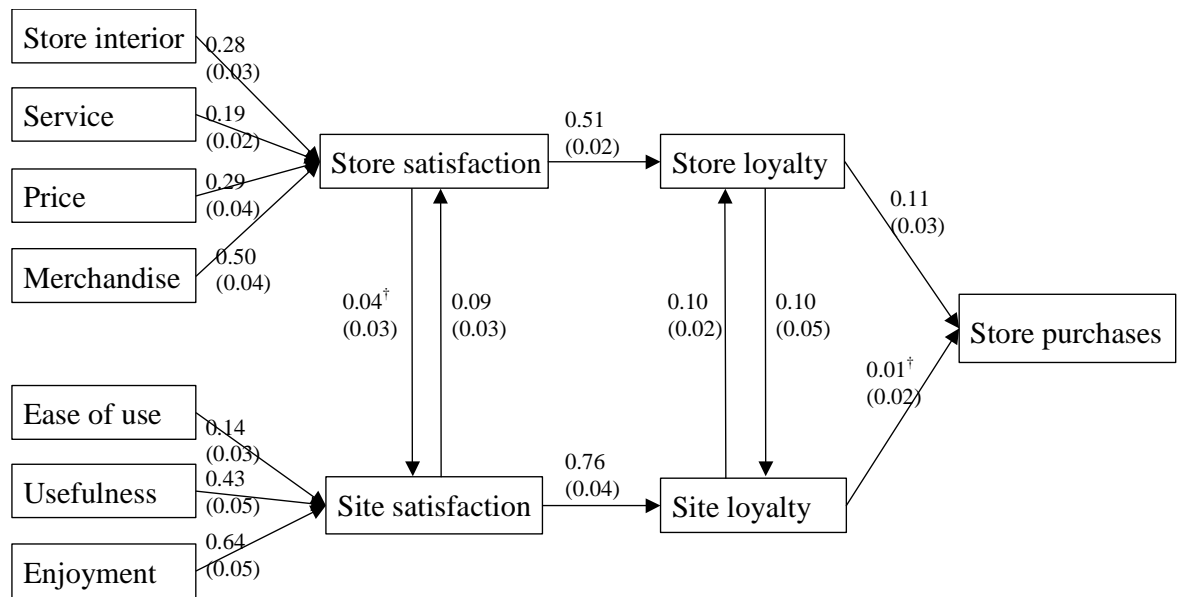 Store interior
0.28
(0.03)
Service
0.19
(0.02)
Price
0.29
(0.04)
Merchandise
0.50
(0.04)
Store satisfaction
0.51
(0.02)
Store loyalty
0.11
(0.03)
0.04†
(0.03)
0.09
(0.03)
0.10
(0.02)
0.10
(0.05)
Store purchases
0.01†
(0.02)
Ease of use
0.14
(0.03)
Usefulness
0.43
(0.05)
Enjoyment
0.64
(0.05)
Site satisfaction
0.76
(0.04)
Site loyalty